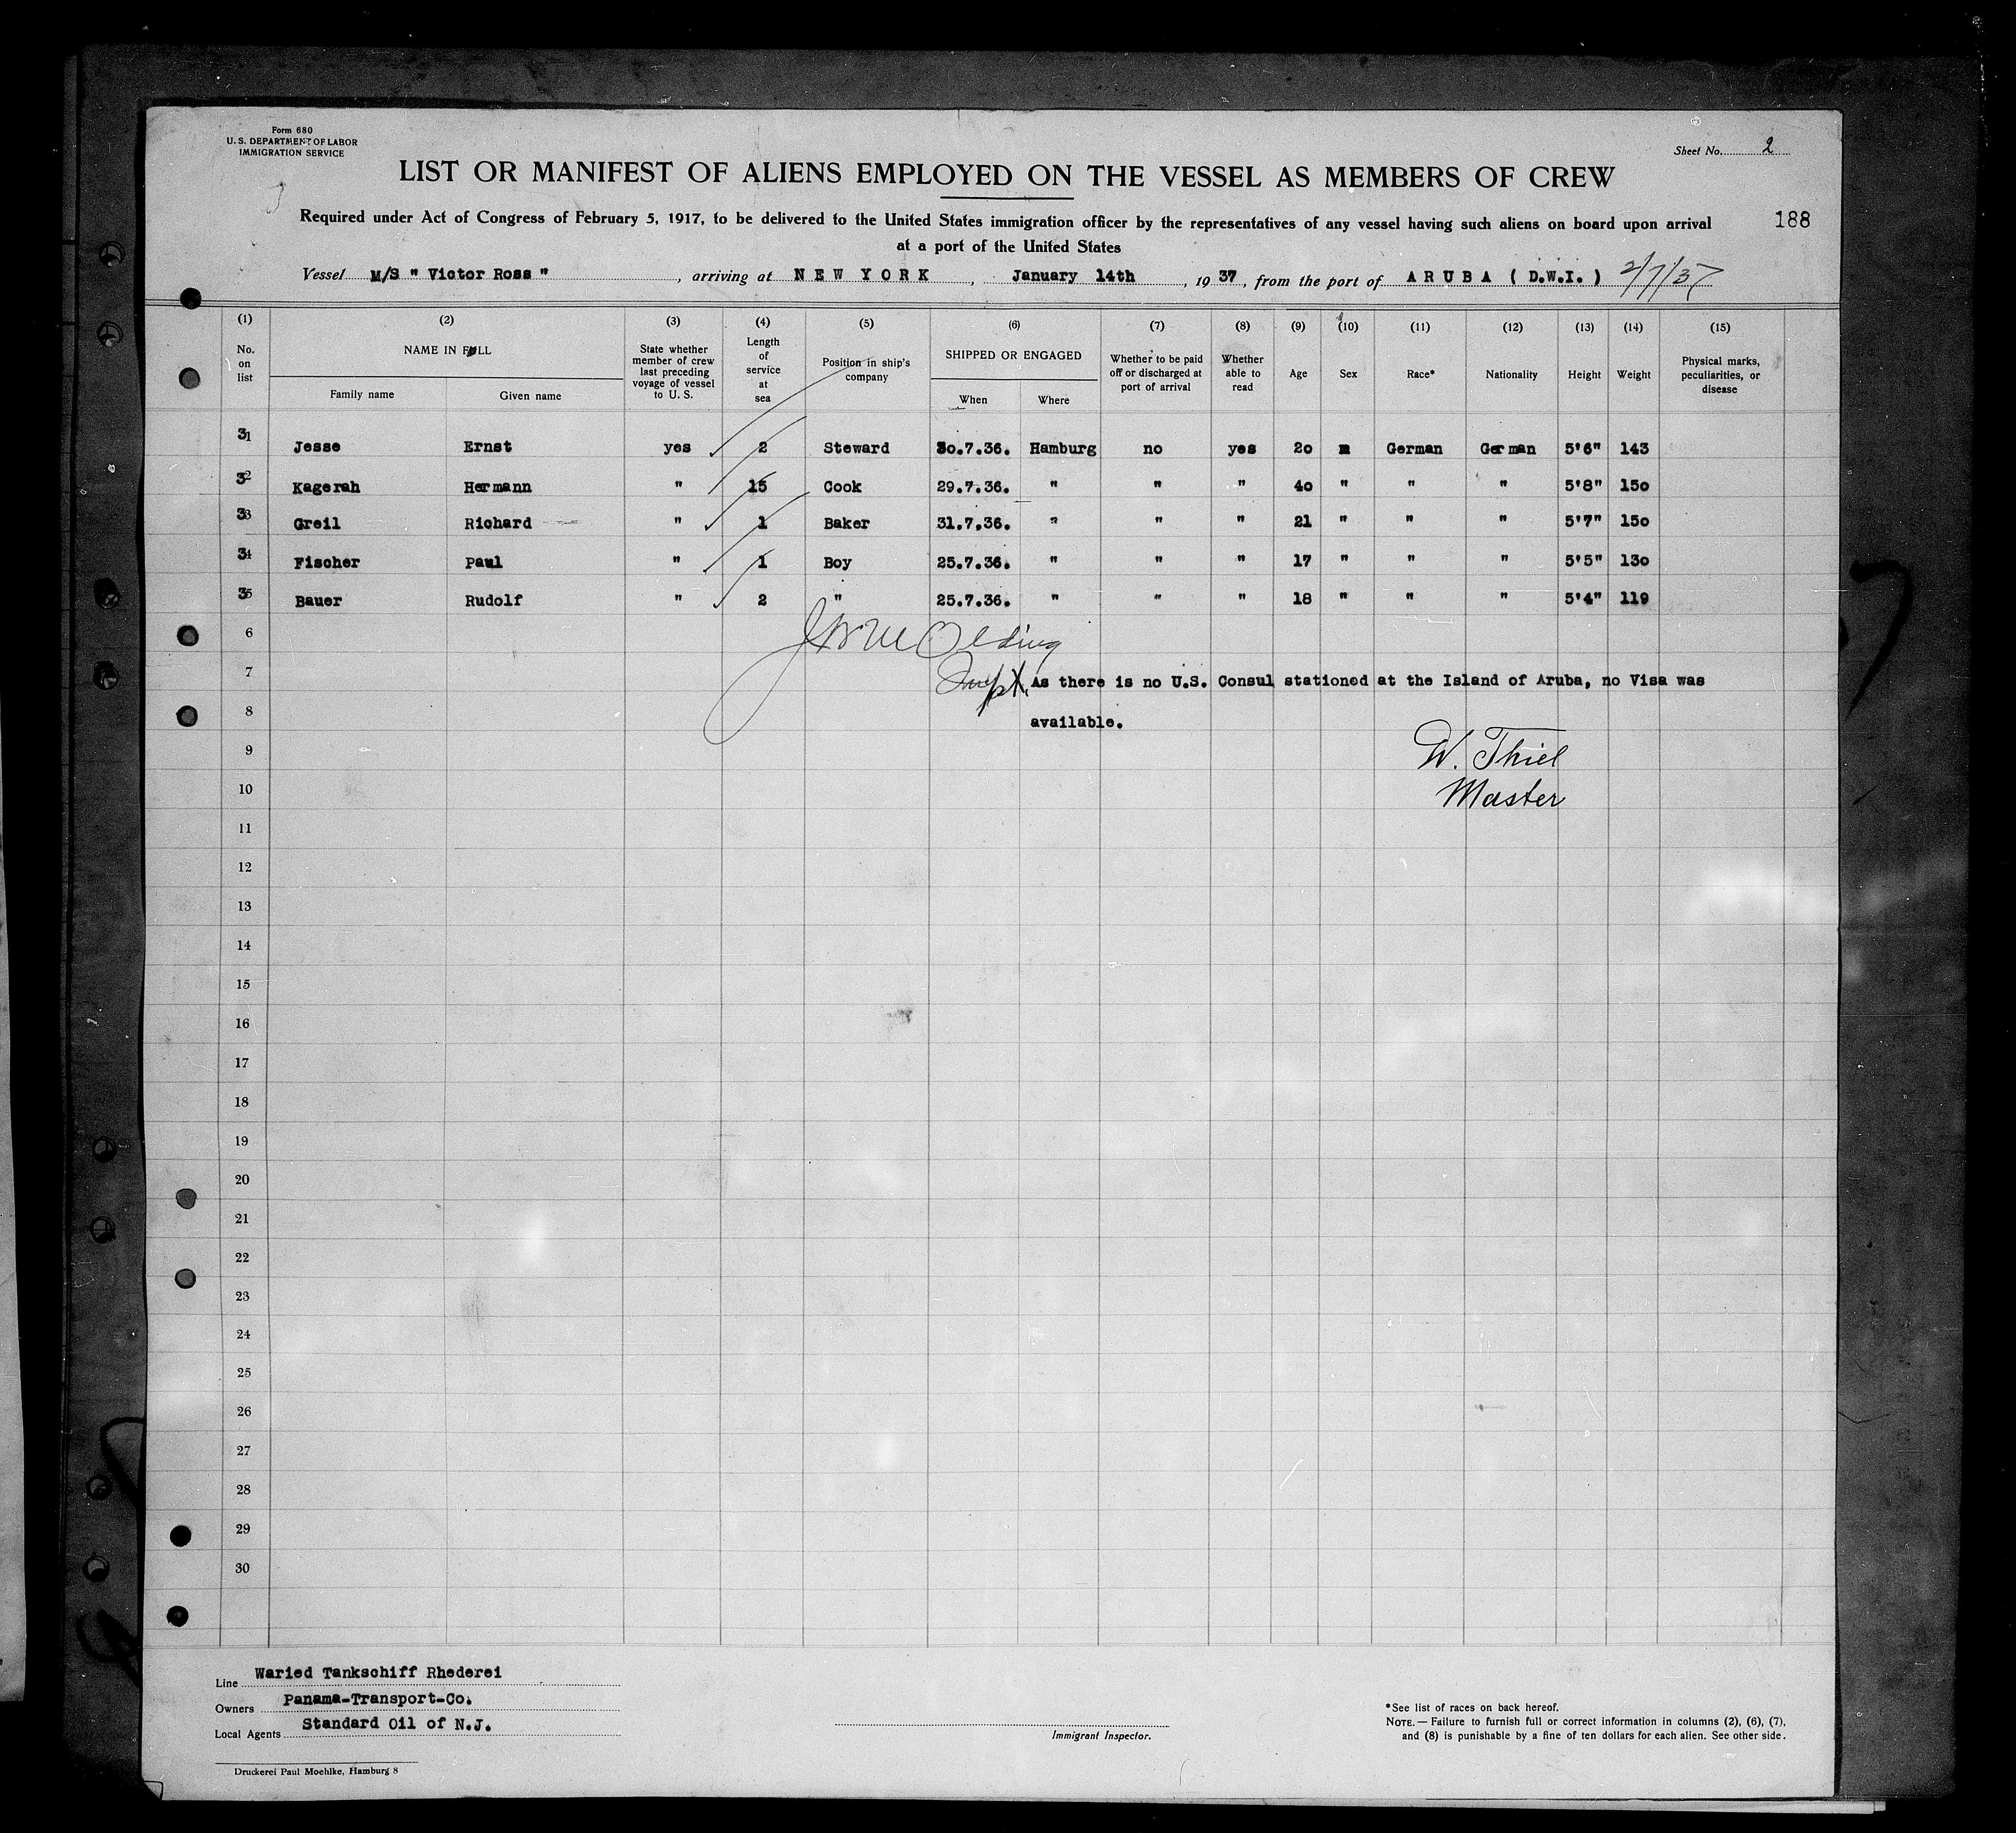 Form 680
U. S. DEPARTMENT OF LABOR
IMMIGRATION SERVICE
Sheet No. 2
LIST OR MANIFEST OF ALIENS EMPLOYED ON THE VESSEL AS MEMBERS OF CREW
Required under Act of Congress of February 5, 1917, to be delivered to the United States immigration officer by the representatives of any vessel having such aliens on board upon arrival
at a port of the United States
188
Vessel M/S " Victor Ross ", arriving at NEW YORK, January 14th, 1937, from the port of ARUBA ( D.W.I. ) 2/7/37
(1) (2) (3) (4) (5) (6) (7) (8) (9) (10) (11) (12) (13) (14) (15)
No. on list
NAME IN FULL
Family name Given name
State whether member of crew last preceding voyage of vessel to U. S.
Length of service at sea
Position in ship's company
SHIPPED OR ENGAGED
When Where
Whether to be paid off or discharged at port of arrival
Whether able to read
Age Sex Race* Nationality Height Weight
Physical marks, peculiarities, or disease
31 Jesse Ernst yes 2 Steward 30.7.36. Hamburg no yes 20 m German German 5'6" 143
32 Kagerah Hermann " 15 Cook 29.7.36. " " " 40 " " " 5'8" 150
33 Greil Richard " 1 Baker 31.7.36. " " " 21 " " " 5'7" 150
34 Fischer Paul " 1 Boy 25.7.36. " " " 17 " " " 5'5" 130
35 Bauer Rudolf " 2 " 25.7.36. " " " 18 " " " 5'4" 119
6
7 Inspt. As there is no U.S. Consul stationed at the Island of Aruba, no Visa was
8 available.
9 W. Thiel
10 Master
11
12
13
14
15
16
17
18
19
20
21
22
23
24
25
26
27
28
29
30
Line Waried Tankschiff Rhederei
Owners Panama-Transport-Co.
Local Agents Standard Oil of N.J.
Immigrant Inspector.
*See list of races on back hereof.
NOTE.— Failure to furnish full or correct information in columns (2), (6), (7),
and (8) is punishable by a fine of ten dollars for each alien. See other side.
Druckerei Paul Moehlke, Hamburg 8